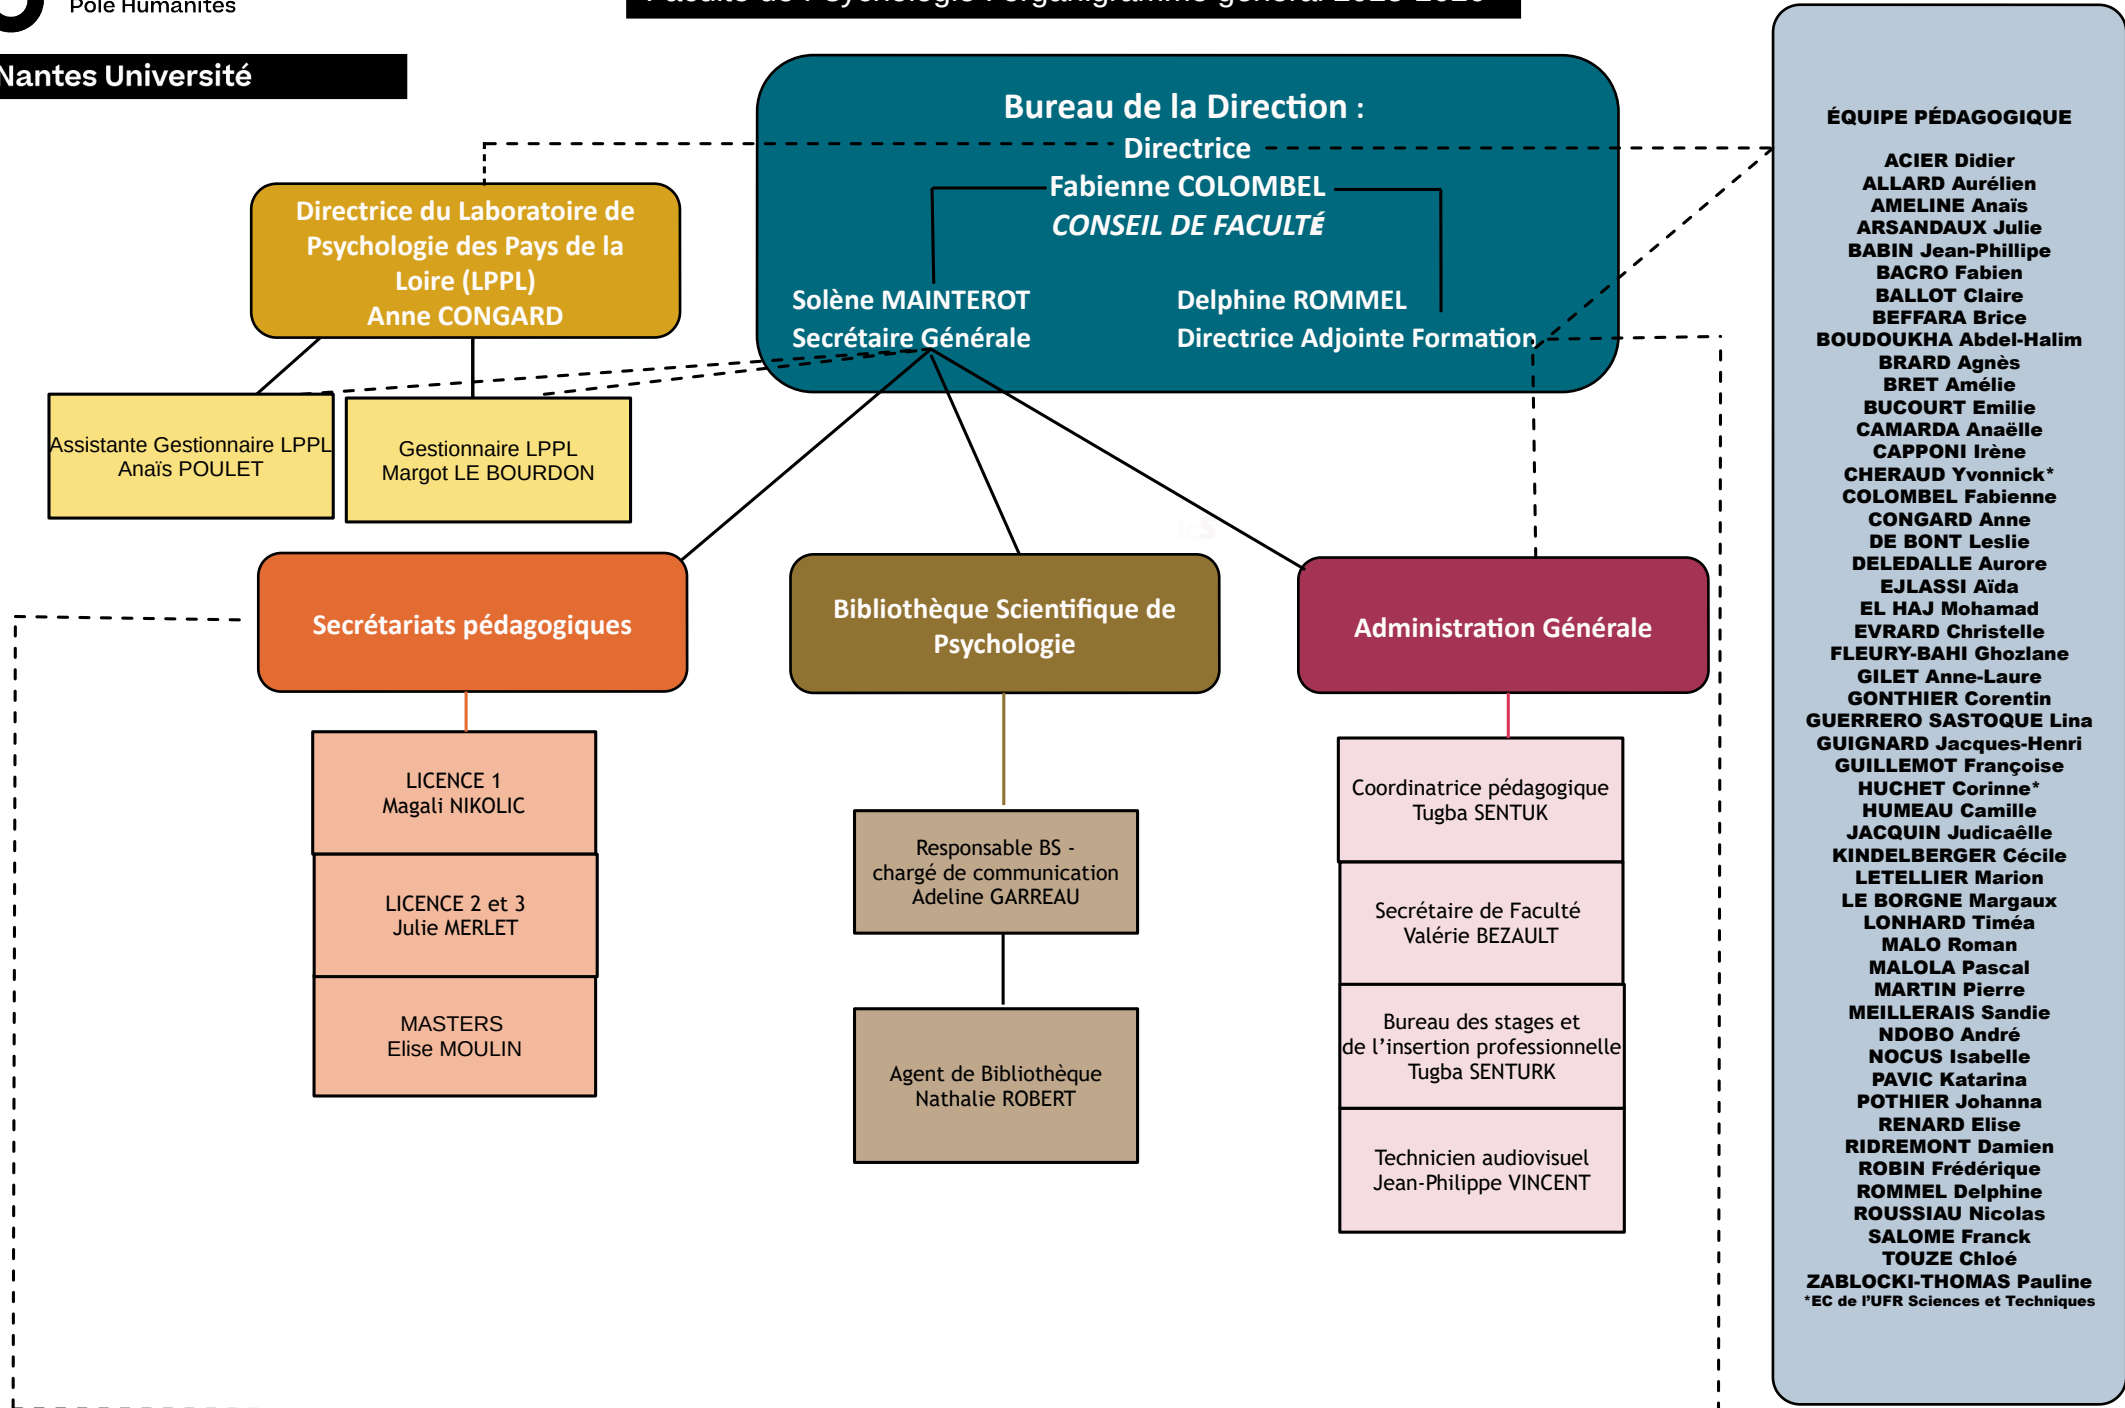 Pôle Humanités
Faculté de Psychologie : organigramme général 2025-2026
Nantes Université
Bureau de la Direction :
Directrice
Fabienne COLOMBEL
CONSEIL DE FACULTÉ
Solène MAINTEROT
Secrétaire Générale
Delphine ROMMEL
Directrice Adjointe Formation
Directrice du Laboratoire de
Psychologie des Pays de la
Loire (LPPL)
Anne CONGARD
Assistante Gestionnaire LPPL
Anaïs POULET
Gestionnaire LPPL
Margot LE BOURDON
Secrétariats pédagogiques
LICENCE 1
Magali NIKOLIC
LICENCE 2 et 3
Julie MERLET
MASTERS
Elise MOULIN
Bibliothèque Scientifique de
Psychologie
Responsable BS -
chargé de communication
Adeline GARREAU
Agent de Bibliothèque
Nathalie ROBERT
Administration Générale
Coordinatrice pédagogique
Tugba SENTUK
Secrétaire de Faculté
Valérie BEZAULT
Bureau des stages et
de l’insertion professionnelle
Tugba SENTURK
Technicien audiovisuel
Jean-Philippe VINCENT
ÉQUIPE PÉDAGOGIQUE
ACIER Didier
ALLARD Aurélien
AMELINE Anaïs
ARSANDAUX Julie
BABIN Jean-Phillipe
BACRO Fabien
BALLOT Claire
BEFFARA Brice
BOUDOUKHA Abdel-Halim
BRARD Agnès
BRET Amélie
BUCOURT Emilie
CAMARDA Anaëlle
CAPPONI Irène
CHERAUD Yvonnick*
COLOMBEL Fabienne
CONGARD Anne
DE BONT Leslie
DELEDALLE Aurore
EJLASSI Aïda
EL HAJ Mohamad
EVRARD Christelle
FLEURY-BAHI Ghozlane
GILET Anne-Laure
GONTHIER Corentin
GUERRERO SASTOQUE Lina
GUIGNARD Jacques-Henri
GUILLEMOT Françoise
HUCHET Corinne*
HUMEAU Camille
JACQUIN Judicaêlle
KINDELBERGER Cécile
LETELLIER Marion
LE BORGNE Margaux
LONHARD Timéa
MALO Roman
MALOLA Pascal
MARTIN Pierre
MEILLERAIS Sandie
NDOBO André
NOCUS Isabelle
PAVIC Katarina
POTHIER Johanna
RENARD Elise
RIDREMONT Damien
ROBIN Frédérique
ROMMEL Delphine
ROUSSIAU Nicolas
SALOME Franck
TOUZE Chloé
ZABLOCKI-THOMAS Pauline
*EC de l’UFR Sciences et Techniques